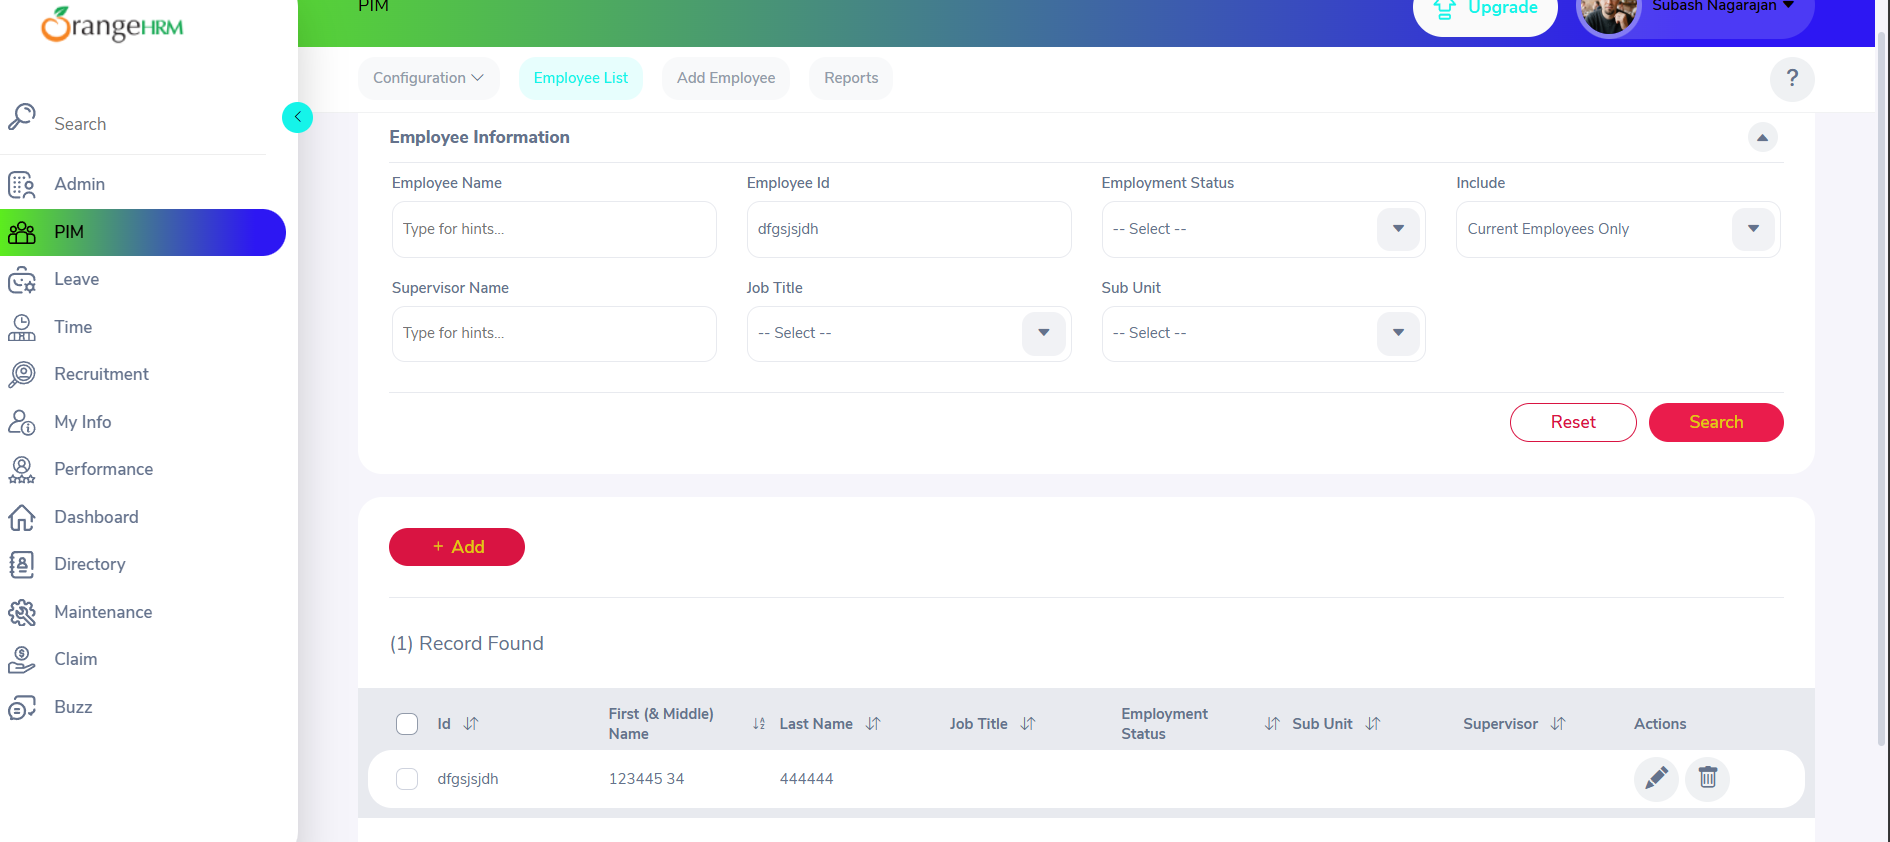 OrangeHRM
Search
Admin
PIM
Leave
Time
Recruitment
My Info
Performance
Dashboard
Directory
Maintenance
Claim
Buzz
PIM
Upgrade
Subash Nagarajan
Configuration
Employee List
Add Employee
Reports
?
Employee Information
Employee Name
Employee Id
Employment Status
Include
Type for hints...
dfgsjsjdh
-- Select --
Current Employees Only
Supervisor Name
Job Title
Sub Unit
Type for hints...
-- Select --
-- Select --
Reset
Search
+ Add
(1) Record Found
Id
First (& Middle)
Name
Last Name
Job Title
Employment
Status
Sub Unit
Supervisor
Actions
dfgsjsjdh
123445 34
444444